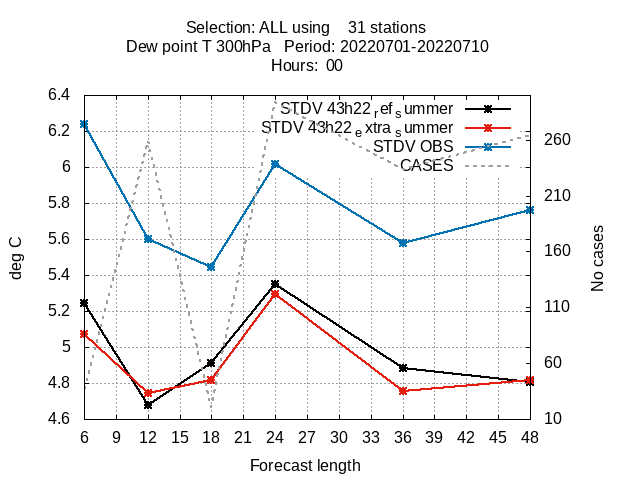 Selection: ALL using 31 stations
Dew point T 300hPa Period: 20220701-20220710
Hours: 00
STDV 43h22refsummer
STDV 43h22extrasummer
STDV OBS
CASES
6.4
6.2
6
5.8
5.6
5.4
5.2
5
4.8
4.6
deg C
260
210
160
110
60
10
No cases
6 9 12 15 18 21 24 27 30 33 36 39 42 45 48
Forecast length